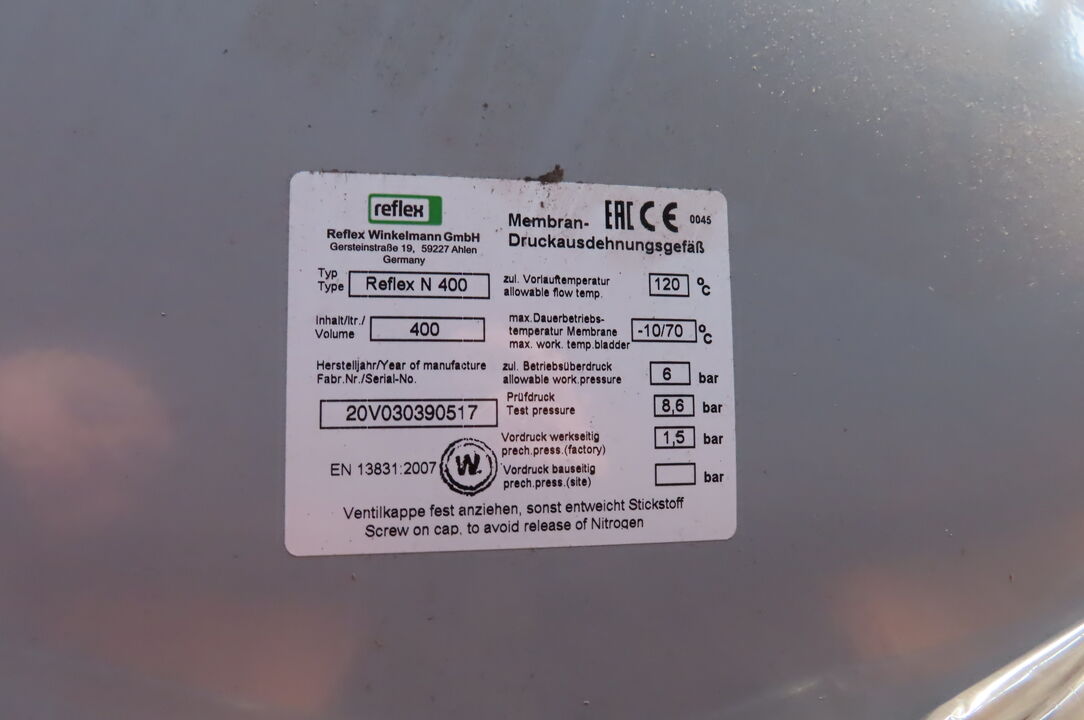 reflex
Reflex Winkelmann GmbH
Gersteinstraße 19, 59227 Ahlen
Germany
Membran- EAC CE 0045
Druckausdehnungsgefäß
Typ
Type Reflex N 400
Inhalt/ltr./
Volume 400
Herstelljahr/Year of manufacture
Fabr.Nr./Serial-No.
20V030390517
EN 13831:2007 W.
zul. Vorlauftemperatur
allowable flow temp. 120 °C
max.Dauerbetriebs-
temperatur Membrane
max. work. temp.bladder -10/70 °C
zul. Betriebsüberdruck
allowable work.pressure 6 bar
Prüfdruck
Test pressure 8,6 bar
Vordruck werkseitig
prech.press.(factory) 1,5 bar
Vordruck bauseitig
prech.press.(site) bar
Ventilkappe fest anziehen, sonst entweicht Stickstoff
Screw on cap, to avoid release of Nitrogen